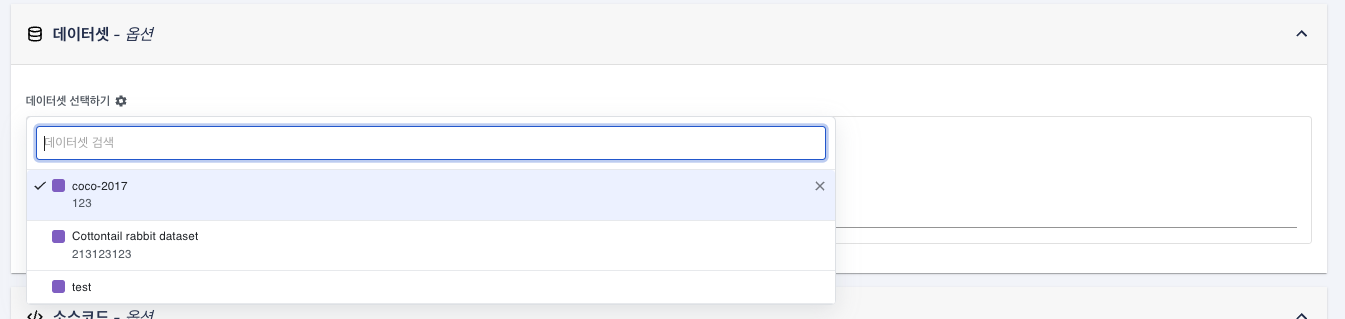 데이터셋 - 옵션
데이터셋 선택하기
데이터셋 검색
coco-2017
123
Cottontail rabbit dataset
213123123
test
소스코드 - 옵션